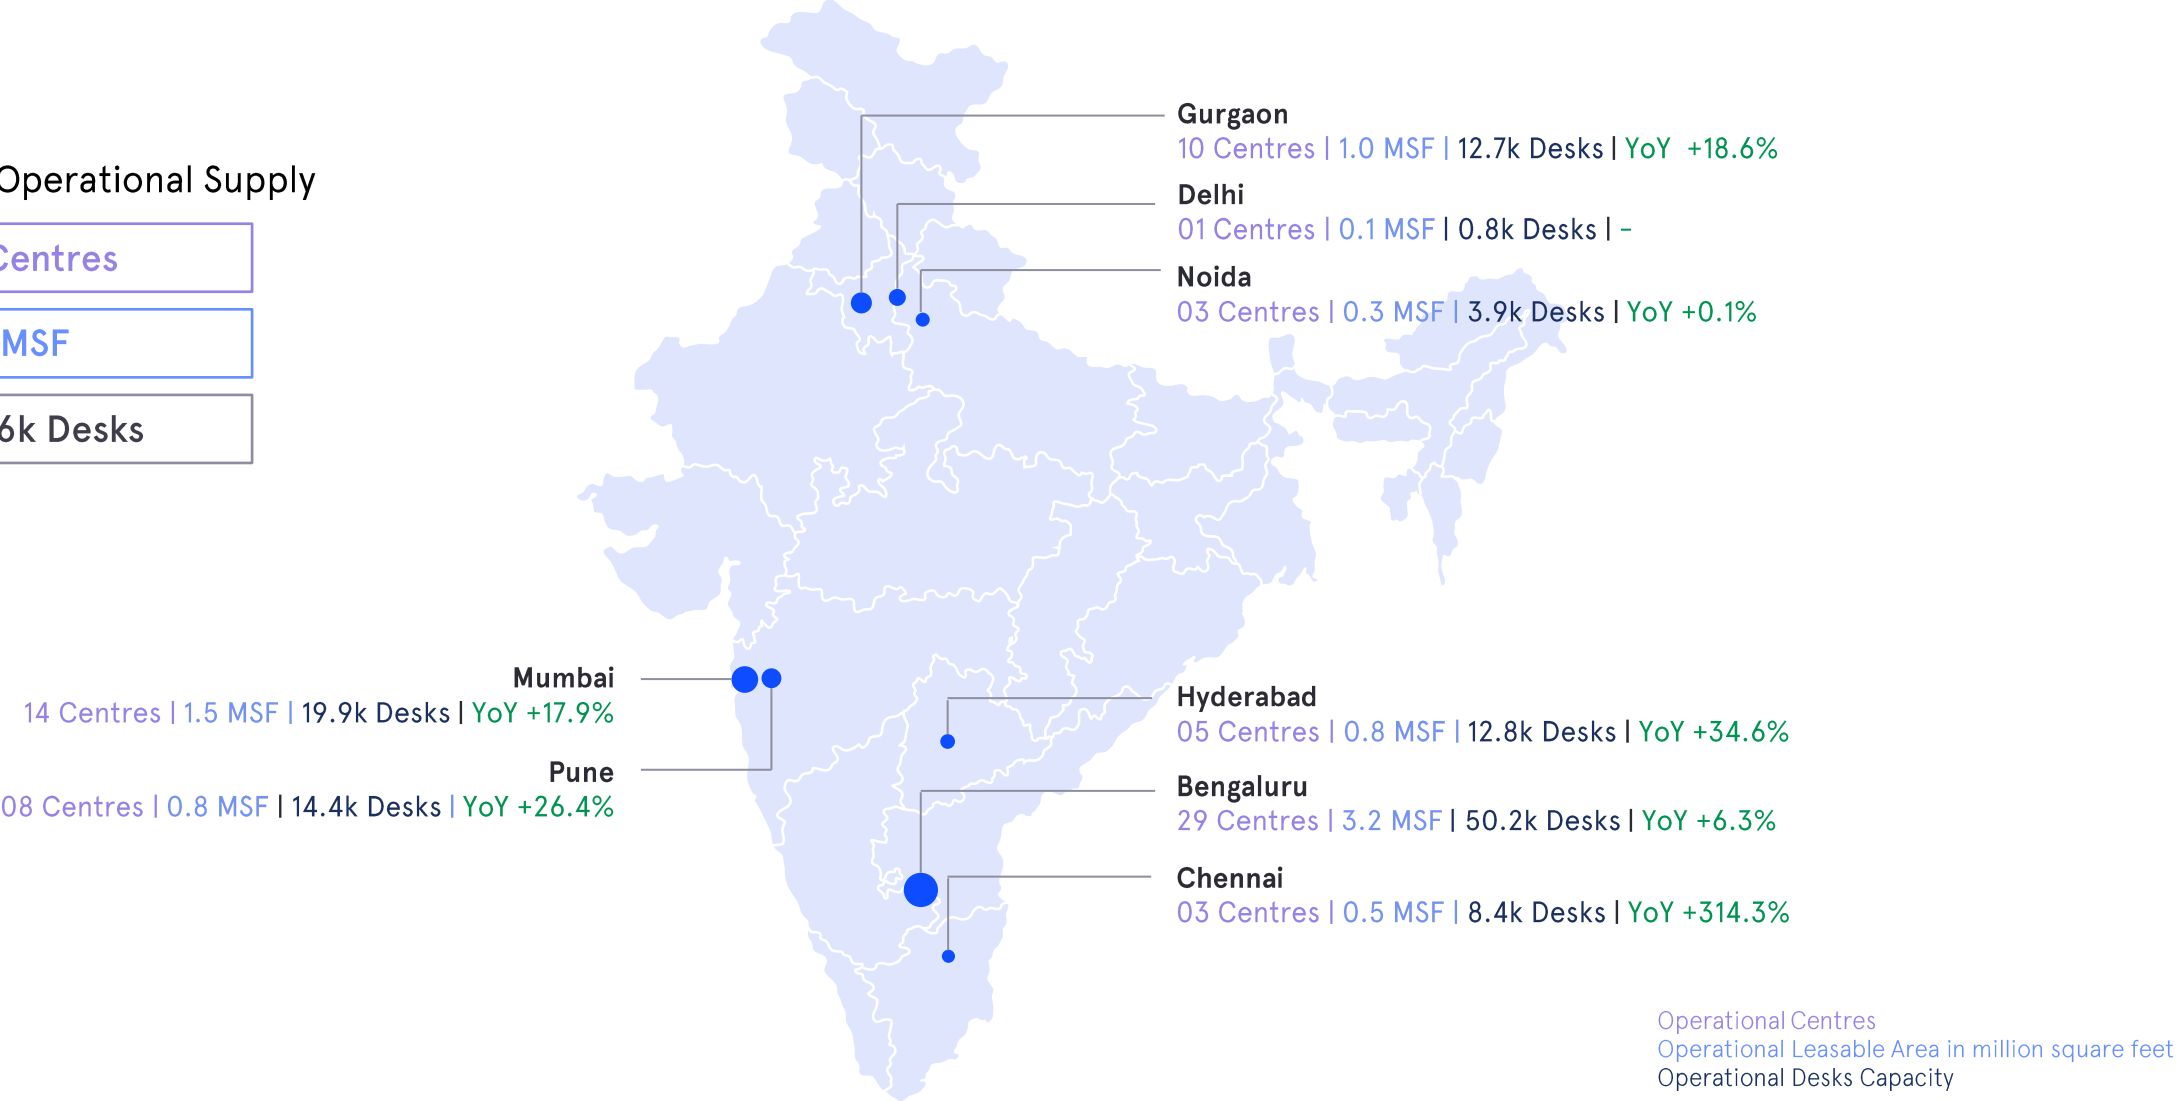 Operational Supply
Centres
MSF
6k Desks
Gurgaon
10 Centres | 1.0 MSF | 12.7k Desks | YoY +18.6%
Delhi
01 Centres | 0.1 MSF | 0.8k Desks | -
Noida
03 Centres | 0.3 MSF | 3.9k Desks | YoY +0.1%
Mumbai
14 Centres | 1.5 MSF | 19.9k Desks | YoY +17.9%
Pune
08 Centres | 0.8 MSF | 14.4k Desks | YoY +26.4%
Hyderabad
05 Centres | 0.8 MSF | 12.8k Desks | YoY +34.6%
Bengaluru
29 Centres | 3.2 MSF | 50.2k Desks | YoY +6.3%
Chennai
03 Centres | 0.5 MSF | 8.4k Desks | YoY +314.3%
Operational Centres
Operational Leasable Area in million square feet
Operational Desks Capacity